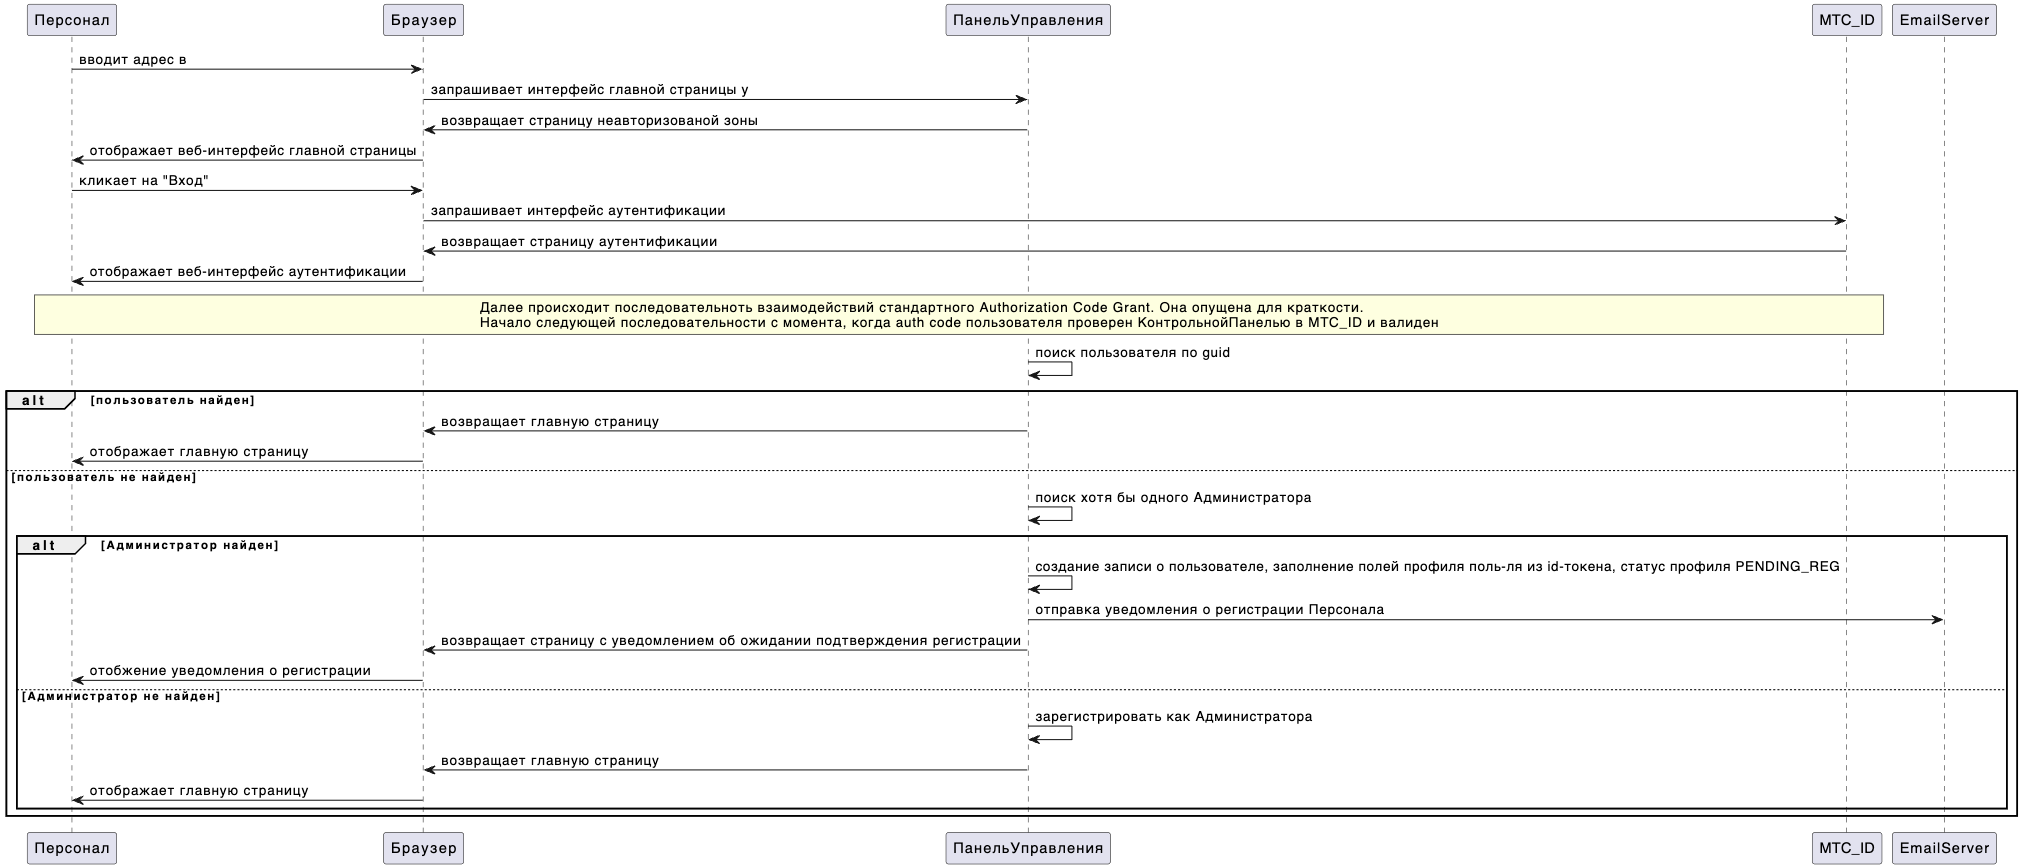 Персонал
Браузер
ПанельУправления
МТС_ID
EmailServer
вводит адрес в
запрашивает интерфейс главной страницы у
возвращает страницу неавторизованой зоны
отображает веб-интерфейс главной страницы
кликает на "Вход"
запрашивает интерфейс аутентификации
возвращает страницу аутентификации
отображает веб-интерфейс аутентификации
Далее происходит последовательноть взаимодействий стандартного Authorization Code Grant. Она опущена для краткости.
Начало следующей последовательности с момента, когда auth code пользователя проверен КонтрольнойПанелью в МТС_ID и валиден
поиск пользователя по guid
alt [пользователь найден]
возвращает главную страницу
отображает главную страницу
[пользователь не найден]
поиск хотя бы одного Администратора
alt [Администратор найден]
создание записи о пользователе, заполнение полей профиля поль-ля из id-токена, статус профиля PENDING_REG
отправка уведомления о регистрации Персонала
возвращает страницу с уведомлением об ожидании подтверждения регистрации
отобжение уведомления о регистрации
[Администратор не найден]
зарегистрировать как Администратора
возвращает главную страницу
отображает главную страницу
Персонал
Браузер
ПанельУправления
МТС_ID
EmailServer